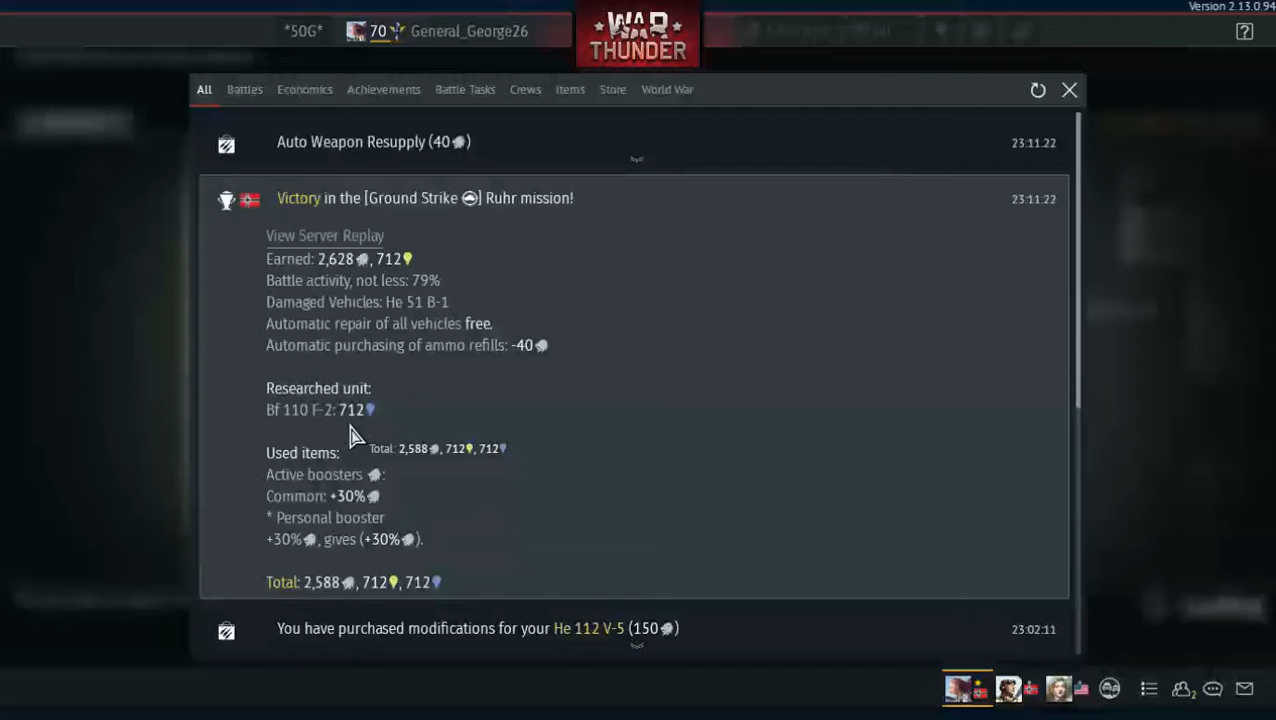 Version 2.13.0.94
*50G* 70 General_George26
WAR
THUNDER
All Battles Economics Achievements Battle Tasks Crews Items Store World War
Auto Weapon Resupply (40) 23:11.22
Victory in the [Ground Strike] Ruhr mission! 23:11.22
View Server Replay
Earned: 2,628, 712
Battle activity, not less: 79%
Damaged Vehicles: He 51 B-1
Automatic repair of all vehicles free.
Automatic purchasing of ammo refills: -40
Researched unit:
Bf 110 F-2: 712
Total: 2,588, 712, 712
Used items:
Active boosters :
Common: +30%
* Personal booster
+30%, gives (+30%).
Total: 2,588, 712, 712
You have purchased modifications for your He 112 V-5 (150) 23:02:11
2